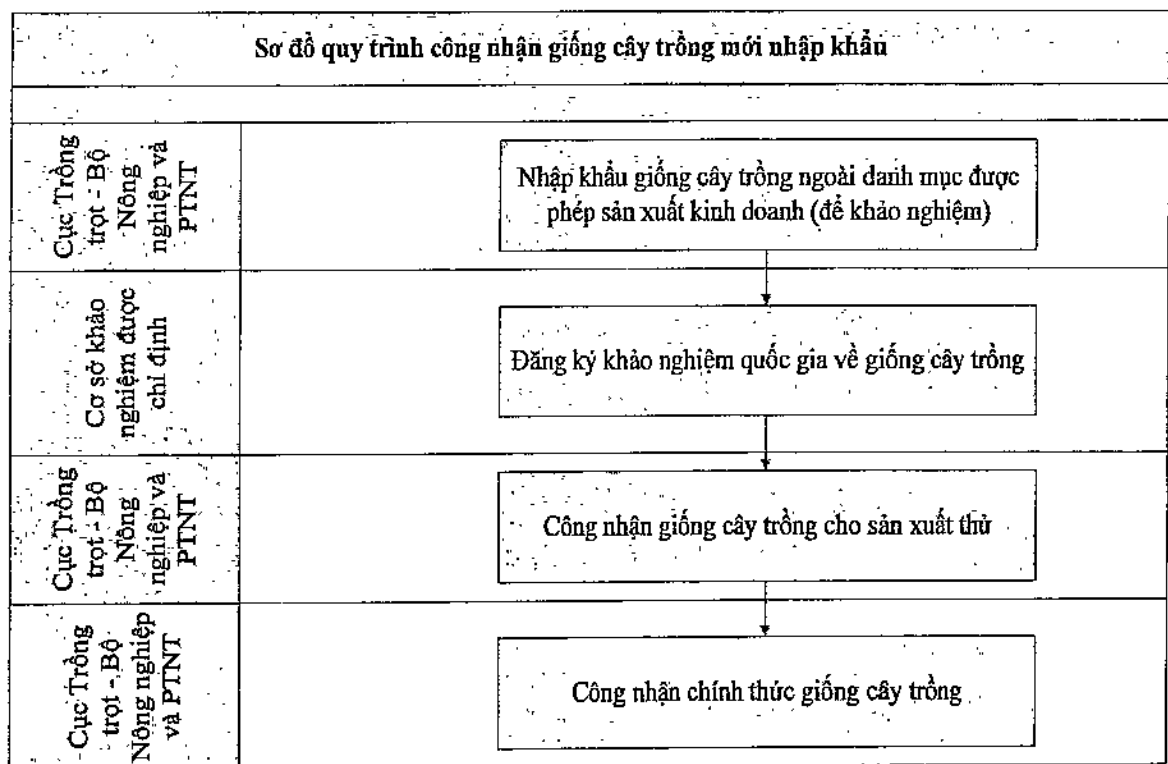 Sơ đồ quy trình công nhận giống cây trồng mới nhập khẩu
Cục Trồng
trọt - Bộ
Nông
nghiệp và
PTNT
Nhập khẩu giống cây trồng ngoài danh mục được
phép sản xuất kinh doanh (để khảo nghiệm)
Cơ sở khảo
nghiệm được
chỉ định
Đăng ký khảo nghiệm quốc gia về giống cây trồng
Cục Trồng
trọt - Bộ
Nông
nghiệp và
PTNT
Công nhận giống cây trồng cho sản xuất thử
Cục Trồng
trọt - Bộ
Nông nghiệp
và PTNT
Công nhận chính thức giống cây trồng